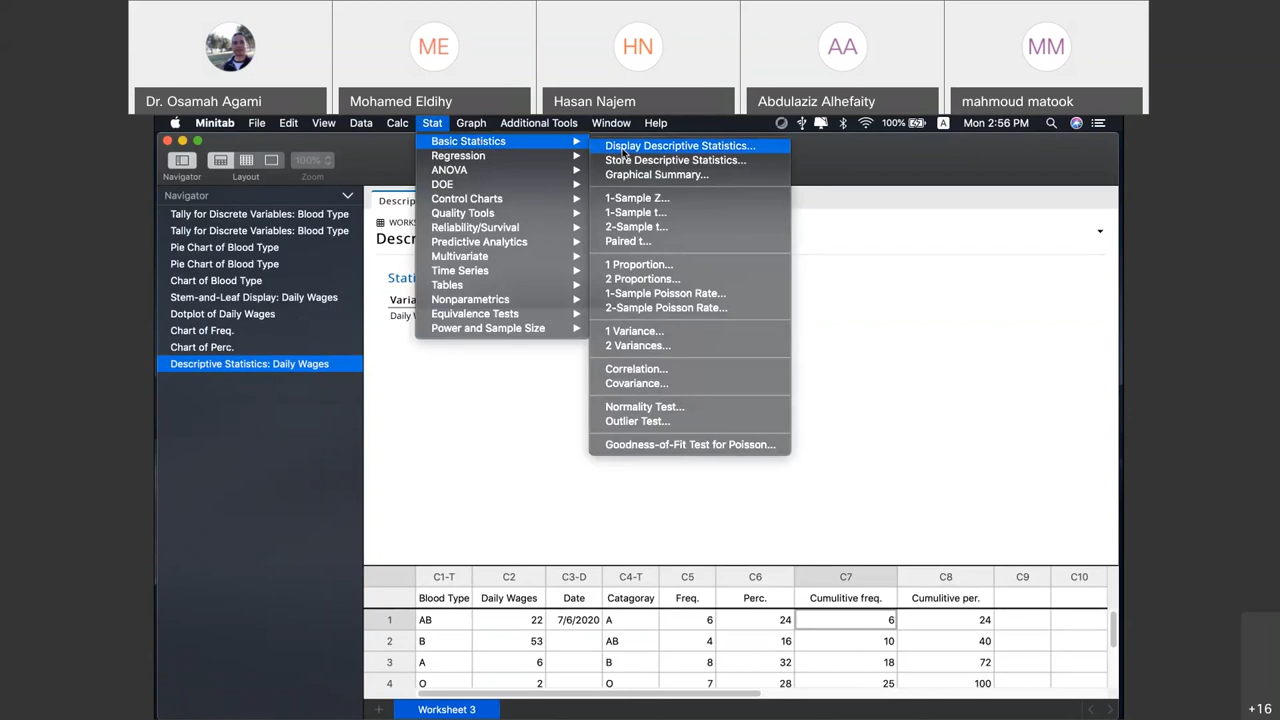 ME
HN
AA
MM
Dr. Osamah Agami
Mohamed Eldihy
Hasan Najem
Abdulaziz Alhefaity
mahmoud matook
Minitab File Edit View Data Calc Stat Graph Additional Tools Window Help 100% A Mon 2:56 PM
Navigator
Layout
100%
Zoom
Navigator
Tally for Discrete Variables: Blood Type
Tally for Discrete Variables: Blood Type
Pie Chart of Blood Type
Pie Chart of Blood Type
Chart of Blood Type
Stem-and-Leaf Display: Daily Wages
Dotplot of Daily Wages
Chart of Freq.
Chart of Perc.
Descriptive Statistics: Daily Wages
Descrip
WORKS
Descr
Stati
Varia
Daily W
Basic Statistics
Regression
ANOVA
DOE
Control Charts
Quality Tools
Reliability/Survival
Predictive Analytics
Multivariate
Time Series
Tables
Nonparametrics
Equivalence Tests
Power and Sample Size
Display Descriptive Statistics...
Store Descriptive Statistics...
Graphical Summary...
1-Sample Z...
1-Sample t...
2-Sample t...
Paired t...
1 Proportion...
2 Proportions...
1-Sample Poisson Rate...
2-Sample Poisson Rate...
1 Variance...
2 Variances...
Correlation...
Covariance...
Normality Test...
Outlier Test...
Goodness-of-Fit Test for Poisson...
C1-T C2 C3-D C4-T C5 C6 C7 C8 C9 C10
Blood Type Daily Wages Date Catagoray Freq. Perc. Cumulitive freq. Cumulitive per.
1 AB 22 7/6/2020 A 6 24 6 24
2 B 53 AB 4 16 10 40
3 A 6 B 8 32 18 72
4 O 2 O 7 28 25 100
Worksheet 3
+16